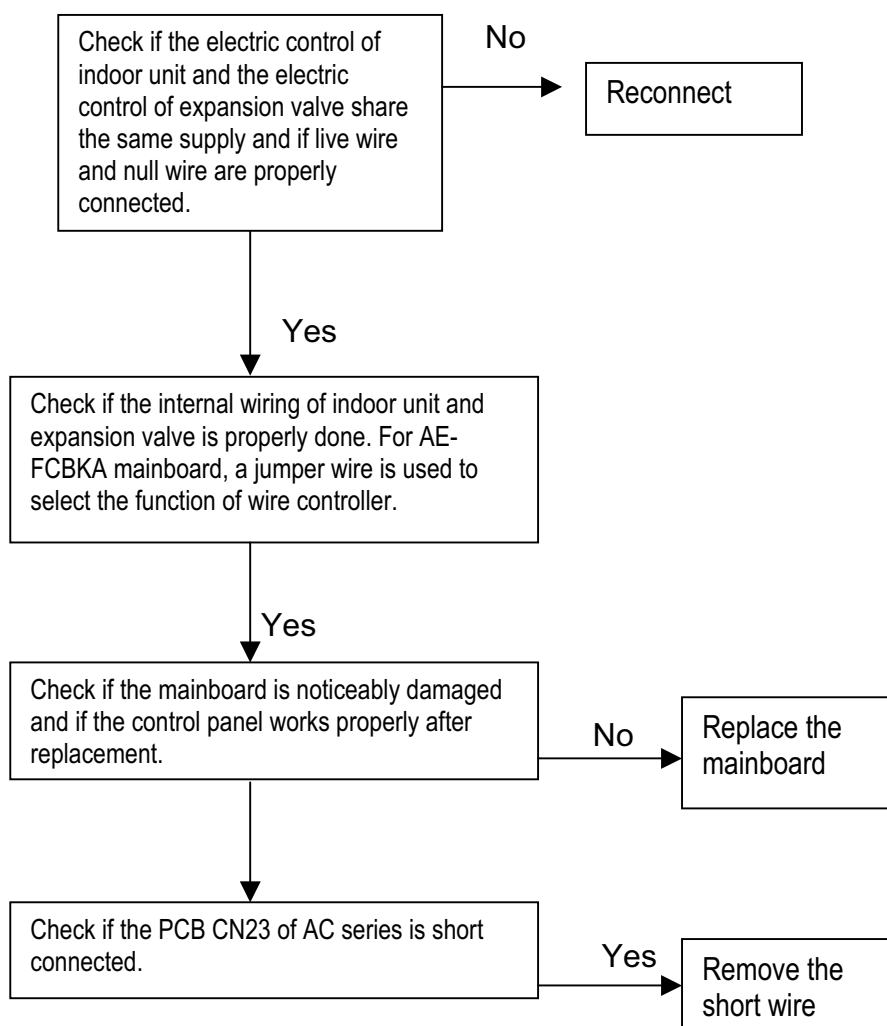 Check if the electric control of
indoor unit and the electric
control of expansion valve share
the same supply and if live wire
and null wire are properly
connected.
No
Reconnect
Yes
Check if the internal wiring of indoor unit and
expansion valve is properly done. For AE-
FCBKA mainboard, a jumper wire is used to
select the function of wire controller.
Yes
Check if the mainboard is noticeably damaged
and if the control panel works properly after
replacement.
No
Replace the
mainboard
Check if the PCB CN23 of AC series is short
connected.
Yes
Remove the
short wire